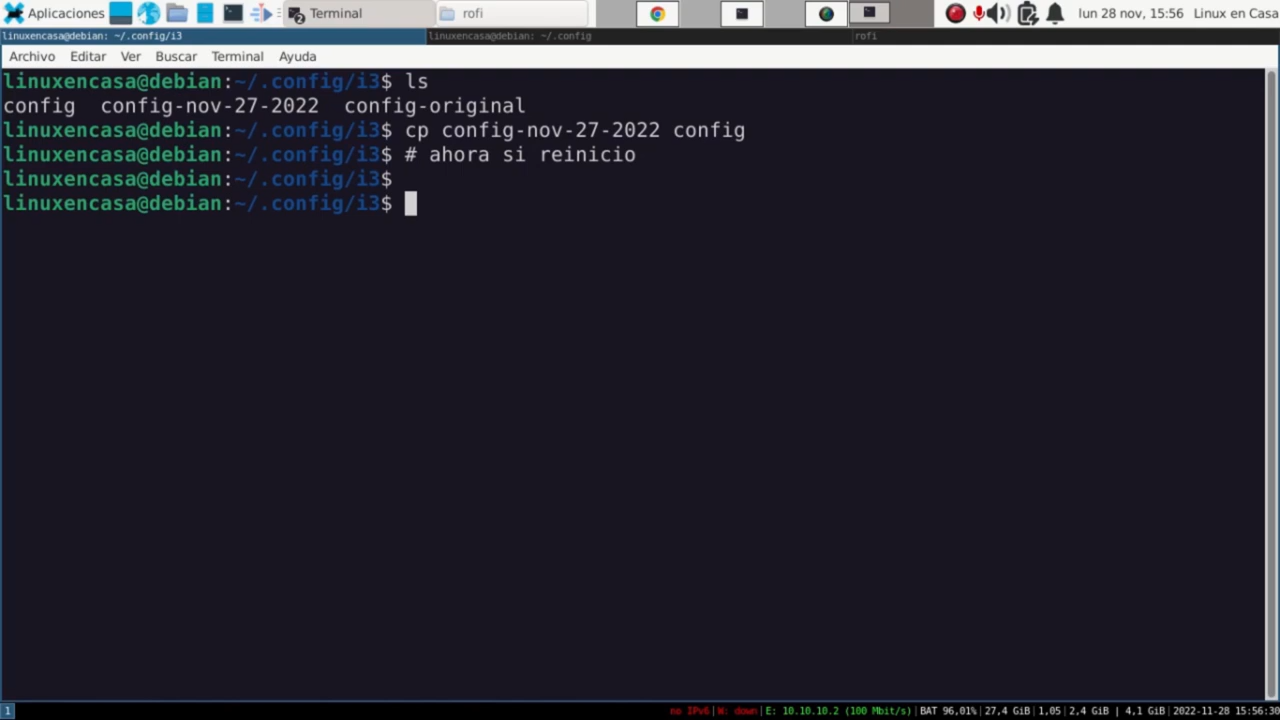 Aplicaciones Terminal rofi lun 28 nov, 15:56 Linux en Casa
linuxencasa@debian: ~/.config/i3 linuxencasa@debian: ~/.config rofi
Archivo Editar Ver Buscar Terminal Ayuda
linuxencasa@debian:~/.config/i3$ ls
config config-nov-27-2022 config-original
linuxencasa@debian:~/.config/i3$ cp config-nov-27-2022 config
linuxencasa@debian:~/.config/i3$ # ahora si reinicio
linuxencasa@debian:~/.config/i3$
linuxencasa@debian:~/.config/i3$
1 no IPv6|W: down|E: 10.10.10.2 (100 Mbit/s)|BAT 96,01%|27,4 GiB|1,05|2,4 GiB | 4,1 GiB|2022-11-28 15:56:30